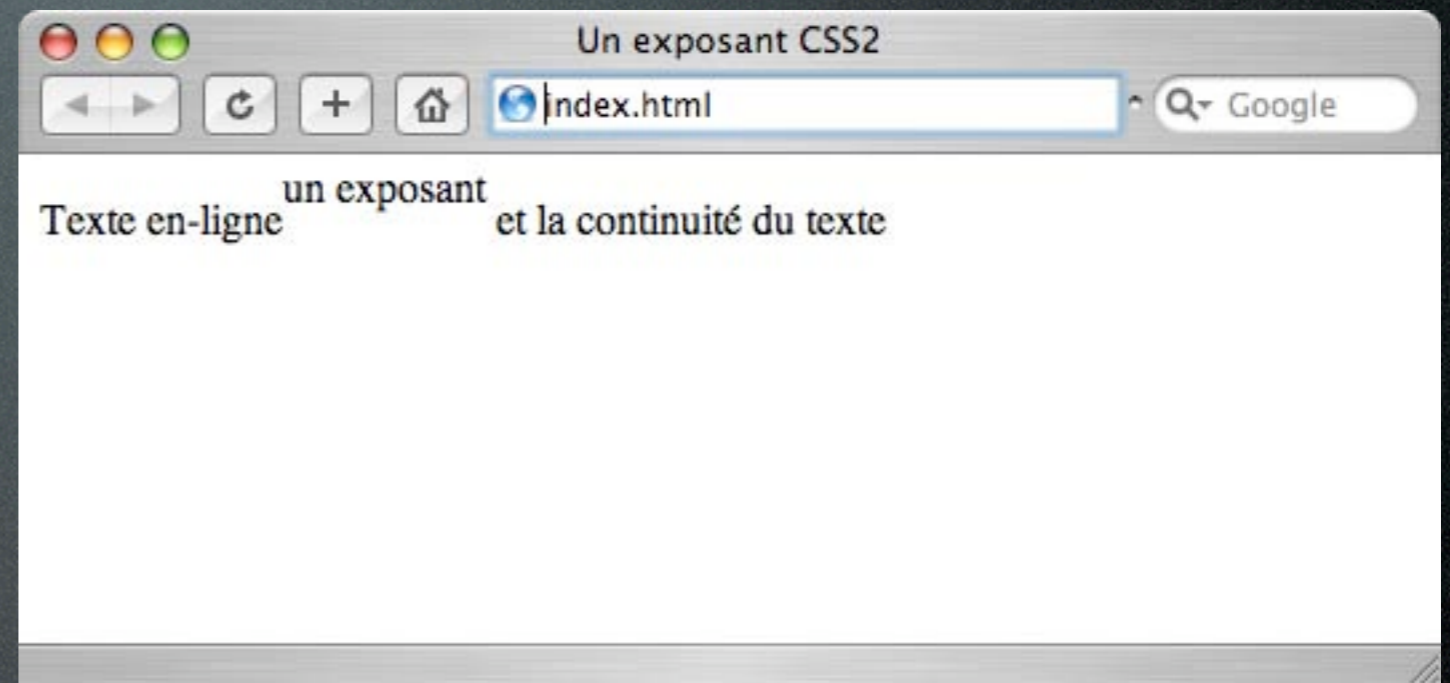 Un exposant CSS2
+ index.html Google
Texte en-ligne un exposant et la continuité du texte